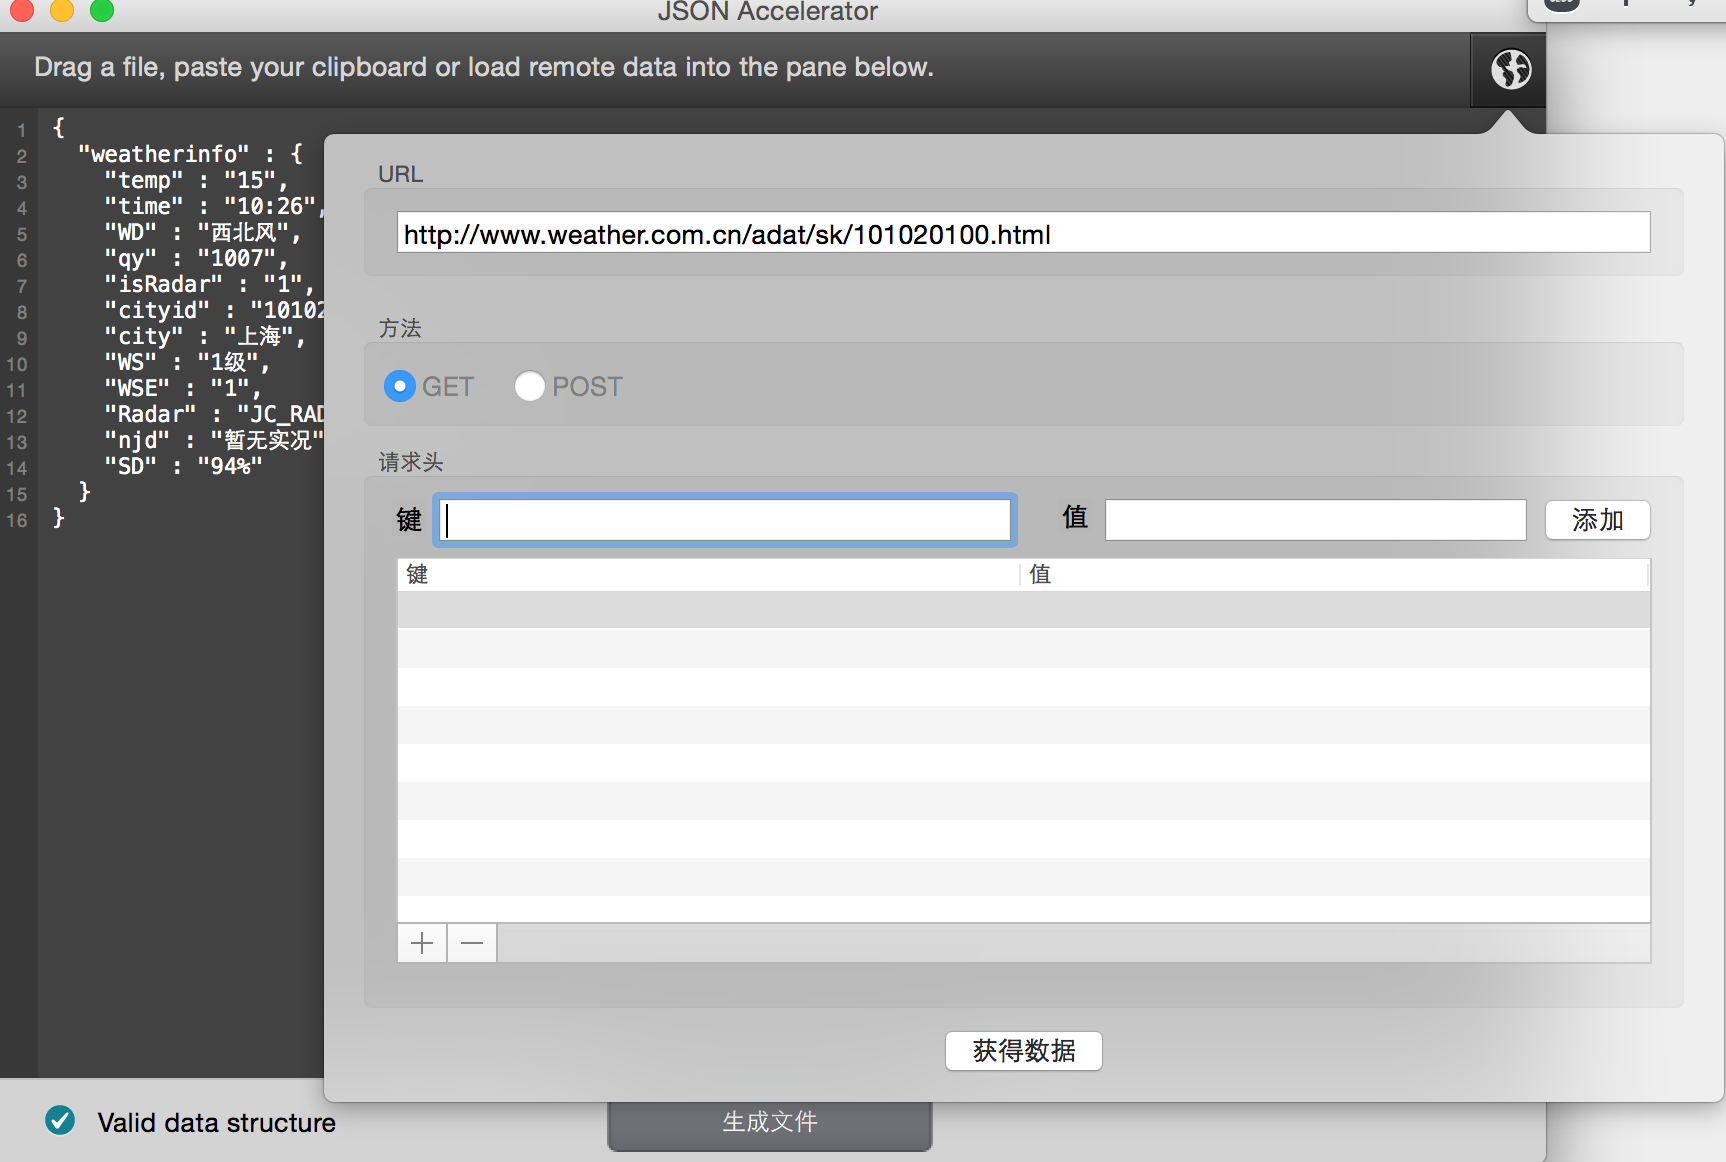 JSON Accelerator
Drag a file, paste your clipboard or load remote data into the pane below.
1 {
2 "weatherinfo" : {
3 "temp" : "15",
4 "time" : "10:26",
5 "WD" : "西北风",
6 "qy" : "1007",
7 "isRadar" : "1",
8 "cityid" : "10102
9 "city" : "上海",
10 "WS" : "1级",
11 "WSE" : "1",
12 "Radar" : "JC_RAD
13 "njd" : "暂无实况"
14 "SD" : "94%"
15 }
16 }
URL
http://www.weather.com.cn/adat/sk/101020100.html
方法
GET POST
请求头
键 值 添加
键 值
获得数据
Valid data structure 生成文件